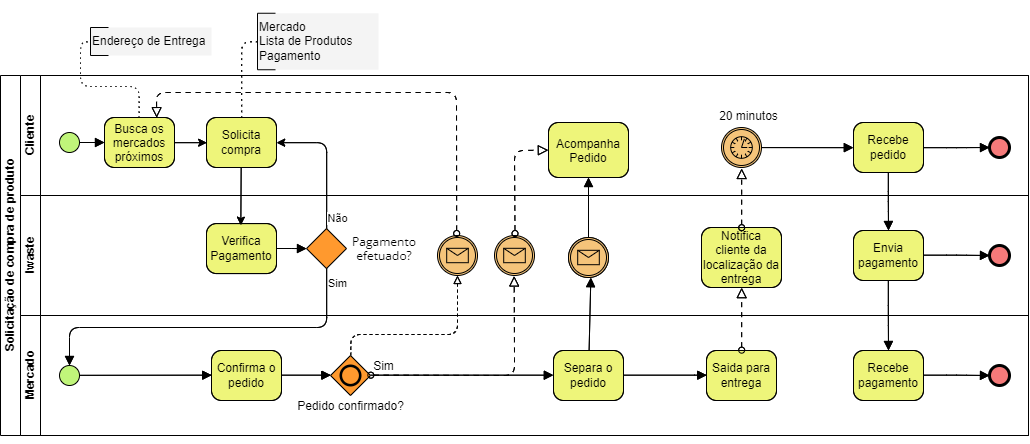 Endereço de Entrega
Mercado
Lista de Produtos
Pagamento
Solicitação de compra de produto
Cliente
Busca os
mercados
próximos
Solicita
compra
Acompanha
Pedido
20 minutos
Recebe
pedido
Iwaste
Verifica
Pagamento
Não
Pagamento
efetuado?
Sim
Notifica
cliente da
localização da
entrega
Envia
pagamento
Mercado
Confirma o
pedido
Sim
Pedido confirmado?
Separa o
pedido
Saida para
entrega
Recebe
pagamento